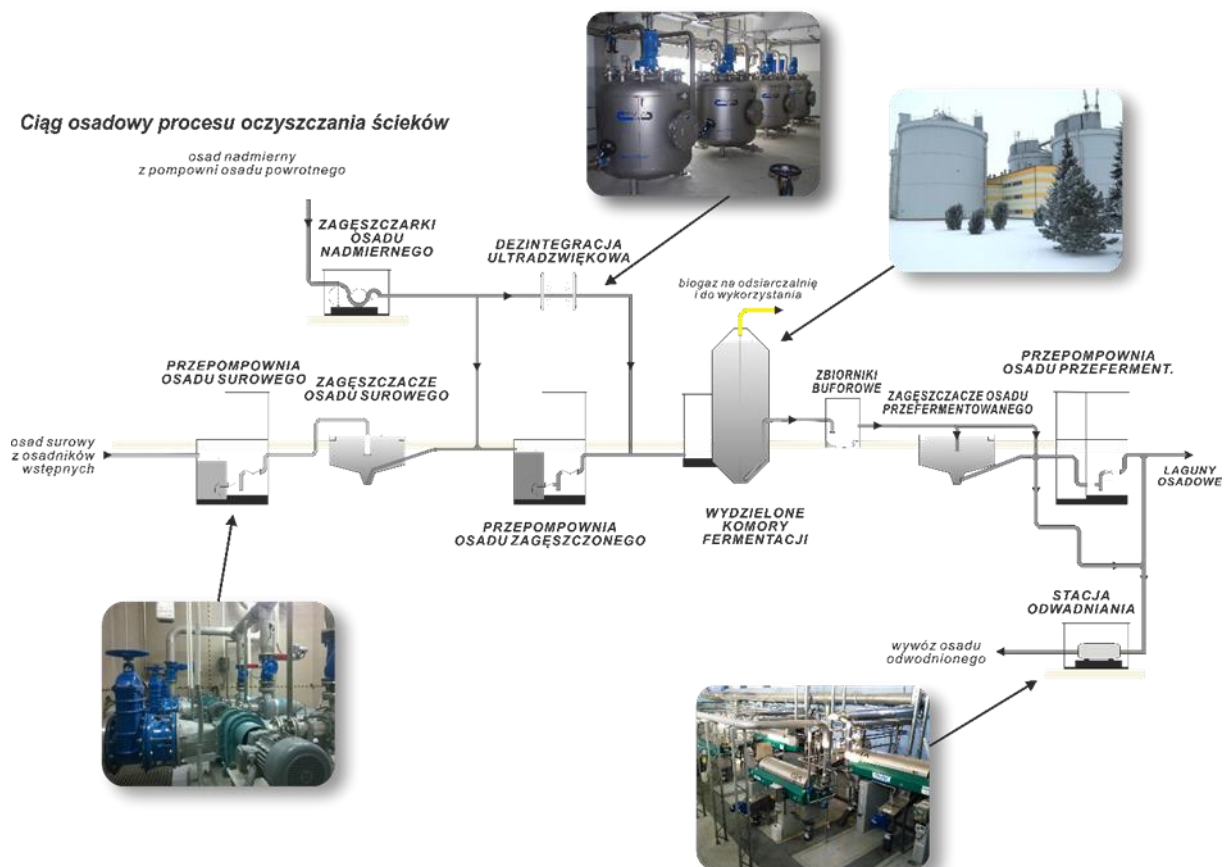 Ciąg osadowy procesu oczyszczania ścieków
osad nadmierny
z pompowni osadu powrotnego
ZAGĘSZCZARKI
OSADU
NADMIERNEGO
DEZINTEGRACJA
ULTRADZWIĘKOWA
biogaz na odsiarczalnię
i do wykorzystania
PRZEPOMPOWNIA
OSADU SUROWEGO
ZAGĘSZCZACZE
OSADU SUROWEGO
ZBIORNIKI
BUFOROWE
ZAGĘSZCZACZE OSADU
PRZEFERMENTOWANEGO
PRZEPOMPOWNIA
OSADU PRZEFERMENT.
osad surowy
z osadników
wstępnych
LAGUNY
OSADOWE
PRZEPOMPOWNIA
OSADU ZAGĘSZCZONEGO
WYDZIELONE
KOMORY
FERMENTACJI
STACJA
ODWADNIANIA
wywóz osadu
odwodnionego